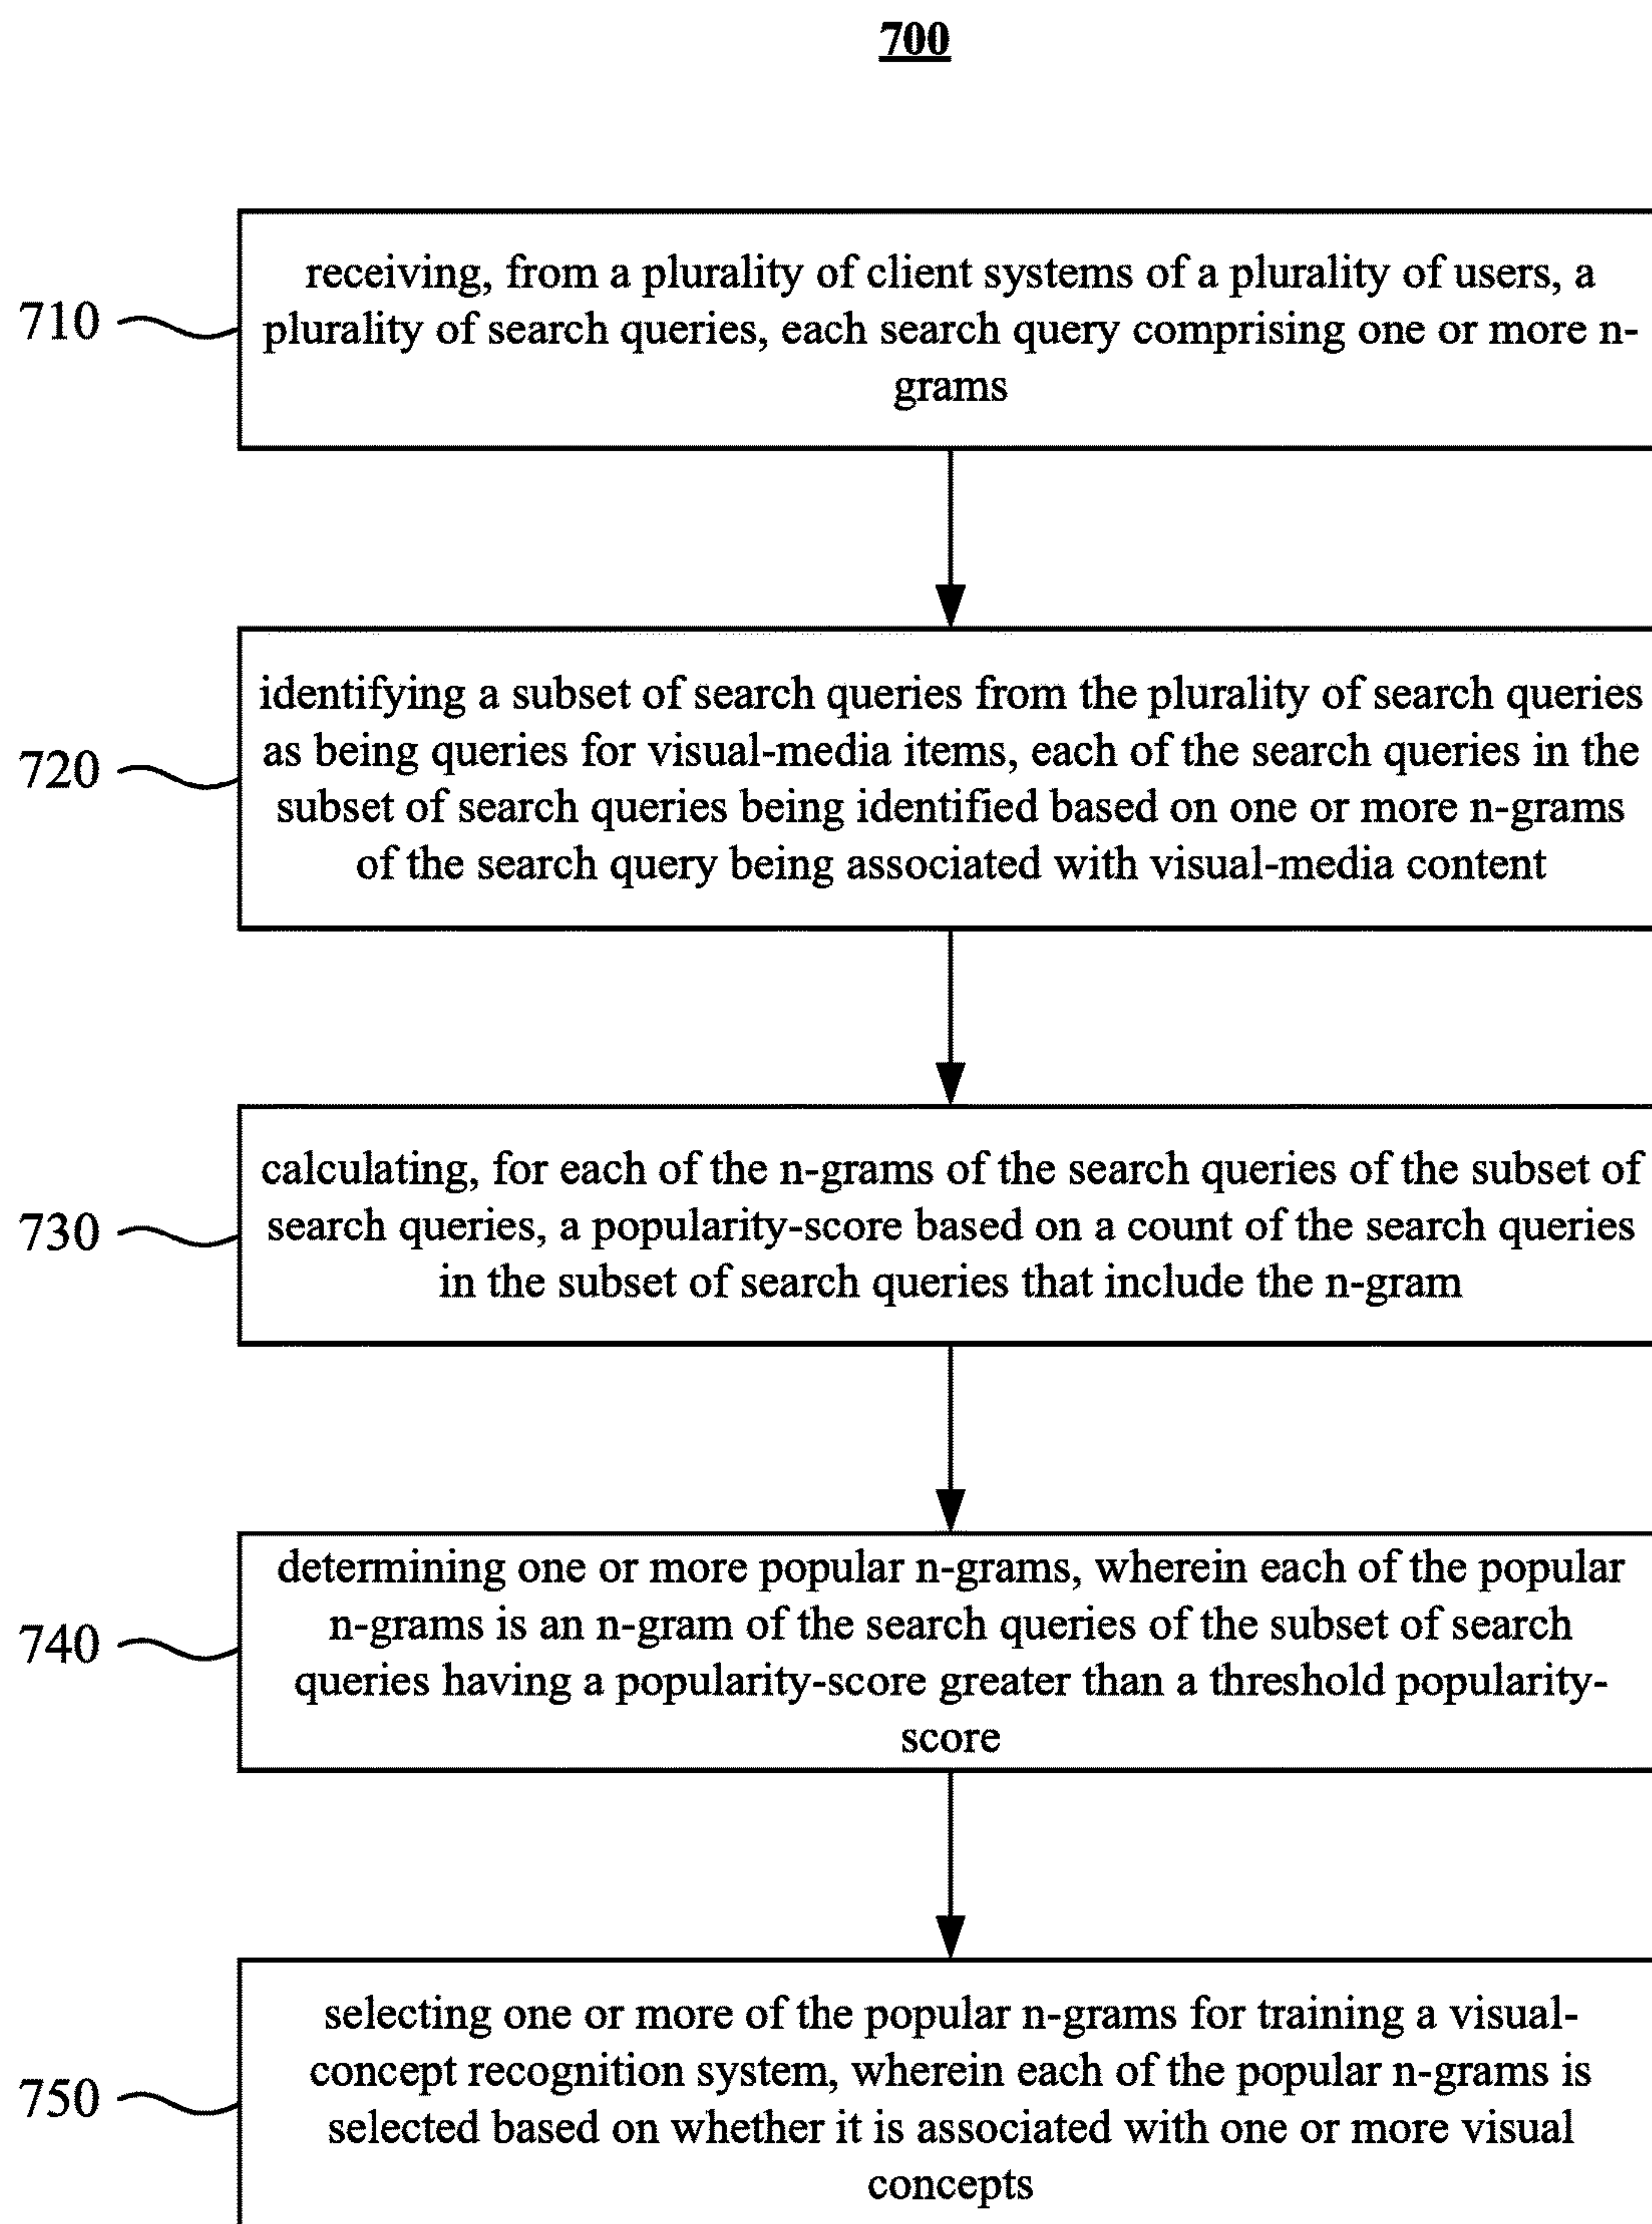 700
receiving, from a plurality of client systems of a plurality of users, a
710
plurality of search queries, each search query comprising one or more n-
grams
identifying a subset of search queries from the plurality of search queries
720
as being queries for visual-media items, each of the search queries in the
subset of search queries being identified based on one or more n-grams
of the search query being associated with visual-media content
calculating, for each of the n-grams of the search queries of the subset of
730
search queries, a popularity-score based on a count of the search queries
in the subset of search queries that include the n-gram
determining one or more popular n-grams, wherein each of the popular
740
n-grams is an n-gram of the search queries of the subset of search
queries having a popularity-score greater than a threshold popularity-
score
selecting one or more of the popular n-grams for training a visual-
750
concept recognition system, wherein each of the popular n-grams is
selected based on whether it is associated with one or more visual
concepts